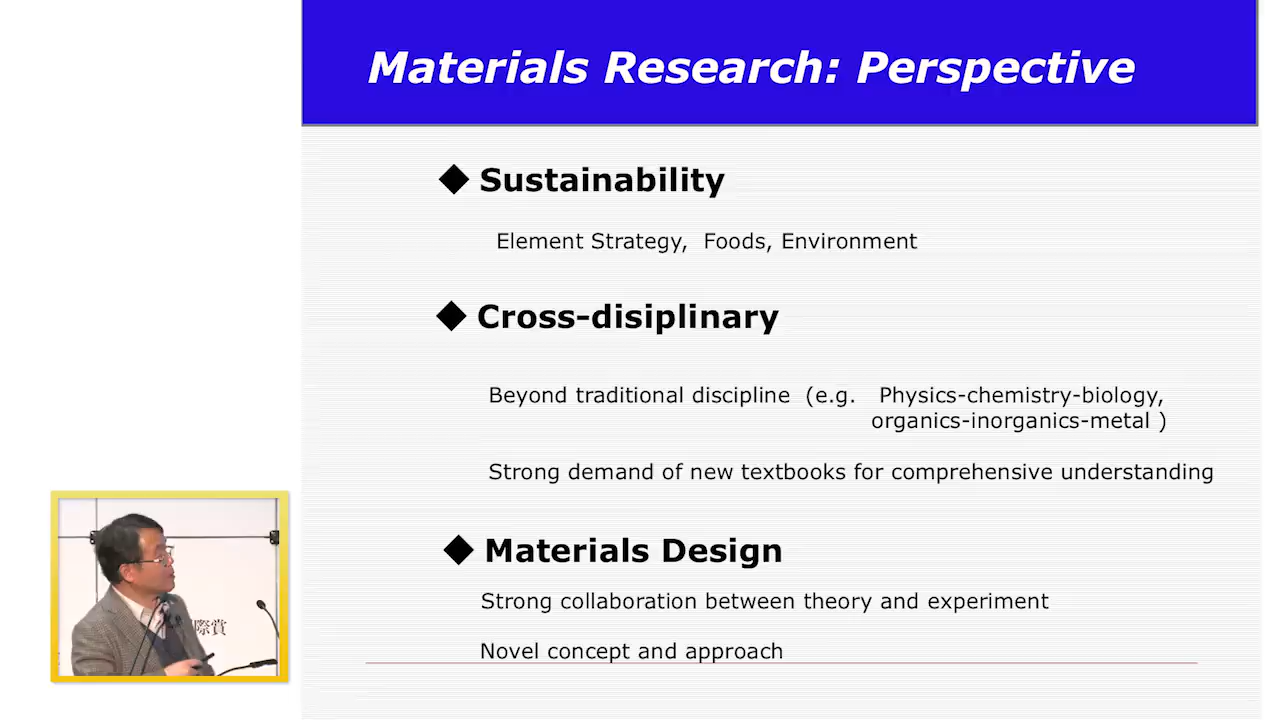 Materials Research: Perspective
◆ Sustainability
Element Strategy, Foods, Environment
◆ Cross-disiplinary
Beyond traditional discipline (e.g. Physics-chemistry-biology,
organics-inorganics-metal )
Strong demand of new textbooks for comprehensive understanding
◆ Materials Design
Strong collaboration between theory and experiment
Novel concept and approach
際賞